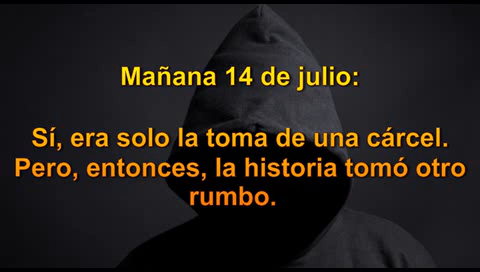 Mañana 14 de julio:
Sí, era solo la toma de una cárcel.
Pero, entonces, la historia tomó otro
rumbo.